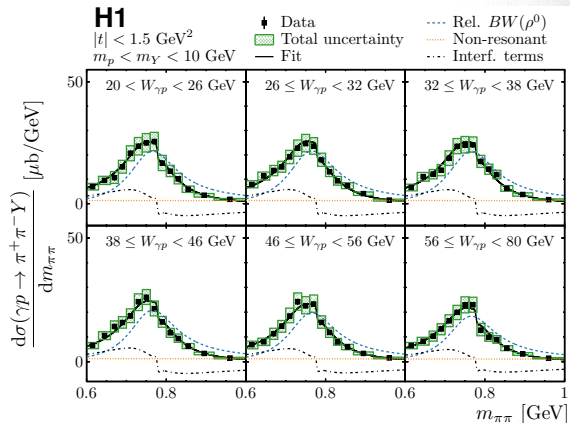 H1
|t| < 1.5 GeV²
m_p < m_Y < 10 GeV
Data
Total uncertainty
Fit
Rel. BW(ρ⁰)
Non-resonant
Interf. terms
dσ(γp → π⁺π⁻Y) / dm_ππ [μb/GeV]
50
20 < W_γp < 26 GeV
26 ≤ W_γp < 32 GeV
32 ≤ W_γp < 38 GeV
0
50
38 ≤ W_γp < 46 GeV
46 ≤ W_γp < 56 GeV
56 ≤ W_γp < 80 GeV
0
0.6 0.8 0.6 0.8 0.6 0.8 1
m_ππ [GeV]